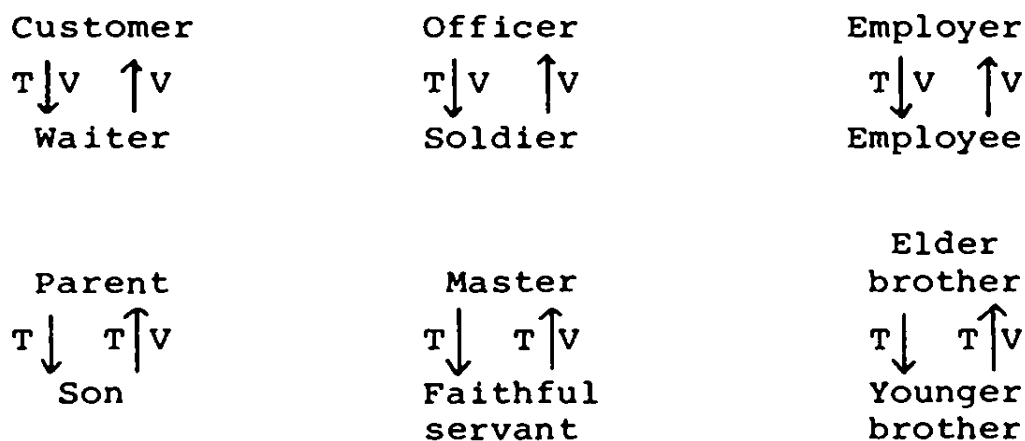 Customer Officer Employer
T V V T V V T V V
Waiter Soldier Employee
Elder
Parent Master brother
T T V T T V T T V
Son Faithful Younger
servant brother